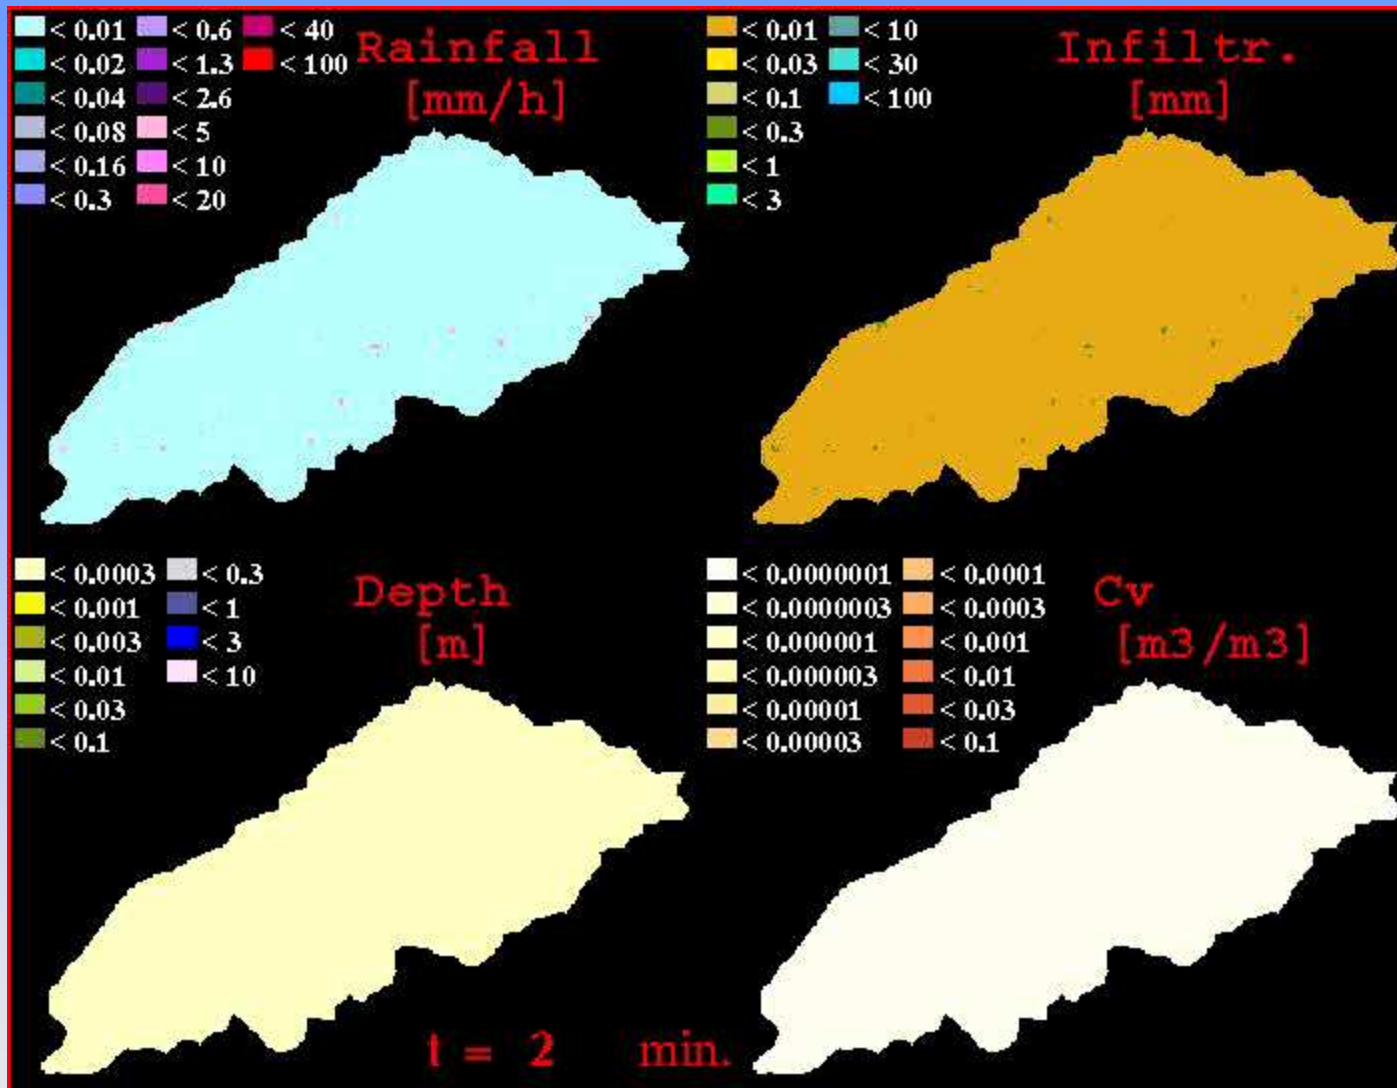 < 0.01 < 0.6 < 40
< 0.02 < 1.3 < 100
< 0.04 < 2.6
< 0.08 < 5
< 0.16 < 10
< 0.3 < 20
Rainfall
[mm/h]
< 0.01 < 10
< 0.03 < 30
< 0.1 < 100
< 0.3
< 1
< 3
Infiltr.
[mm]
< 0.0003 < 0.3
< 0.001 < 1
< 0.003 < 3
< 0.01 < 10
< 0.03
< 0.1
Depth
[m]
< 0.0000001 < 0.0001
< 0.0000003 < 0.0003
< 0.000001 < 0.001
< 0.000003 < 0.01
< 0.00001 < 0.03
< 0.00003 < 0.1
Cv
[m3/m3]
t = 2 min.